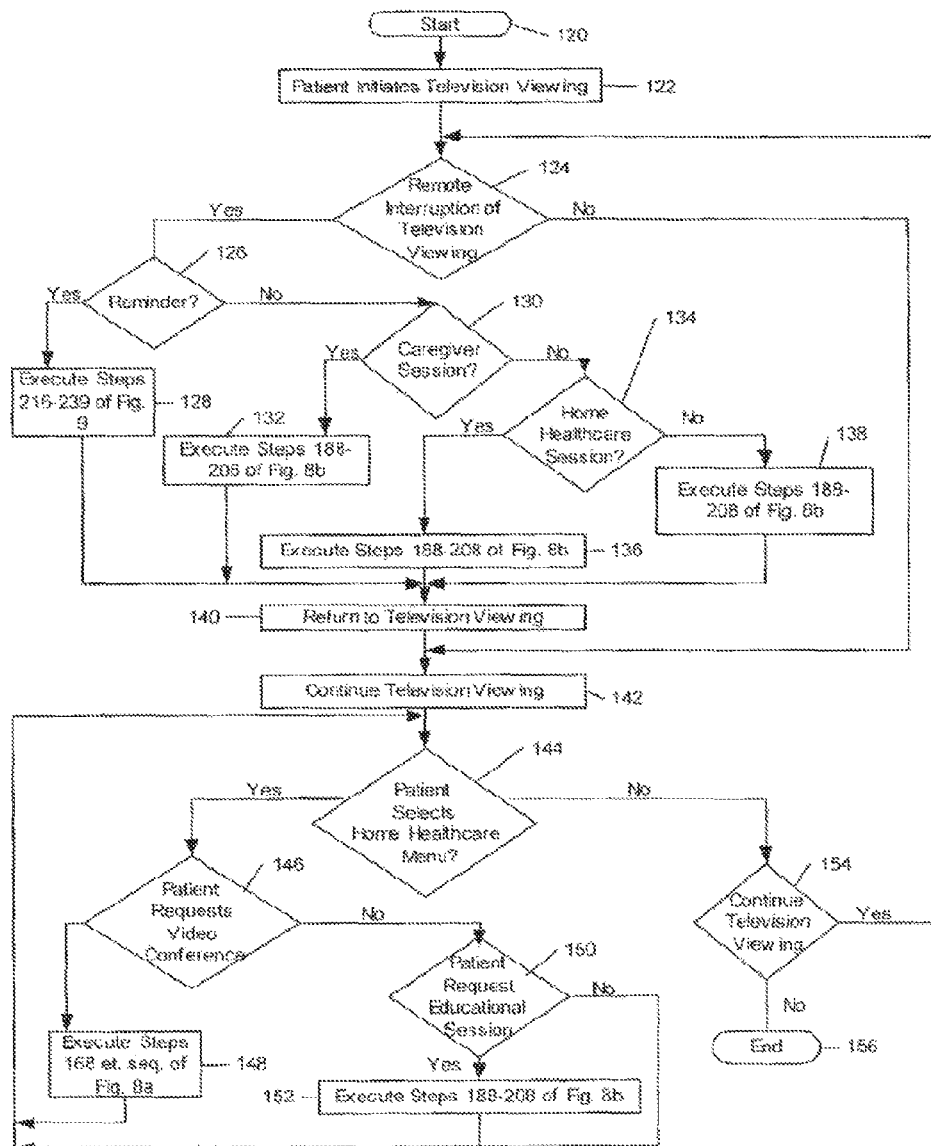 Start
120
Patient Initiates Television Viewing
122
134
Remote
Interruption of
Television
Viewing
Yes
No
126
Reminder?
Yes
No
130
Caregiver
Session?
Yes
No
134
Home
Healthcare
Session?
Yes
No
Execute Steps
216-239 of Fig.
9
128
132
Execute Steps 188-
208 of Fig. 8b
138
Execute Steps 188-
208 of Fig. 8b
Execute Steps 188-208 of Fig. 8b
136
140
Return to Television Viewing
Continue Television Viewing
142
144
Patient
Selects
Home Healthcare
Menu?
Yes
No
146
Patient
Requests
Video
Conference
No
154
Continue
Television
Viewing
Yes
No
150
Patient
Request
Educational
Session
No
Yes
Execute Steps
168 et. seq. of
Fig. 8a
148
152
Execute Steps 188-208 of Fig. 8b
End
156